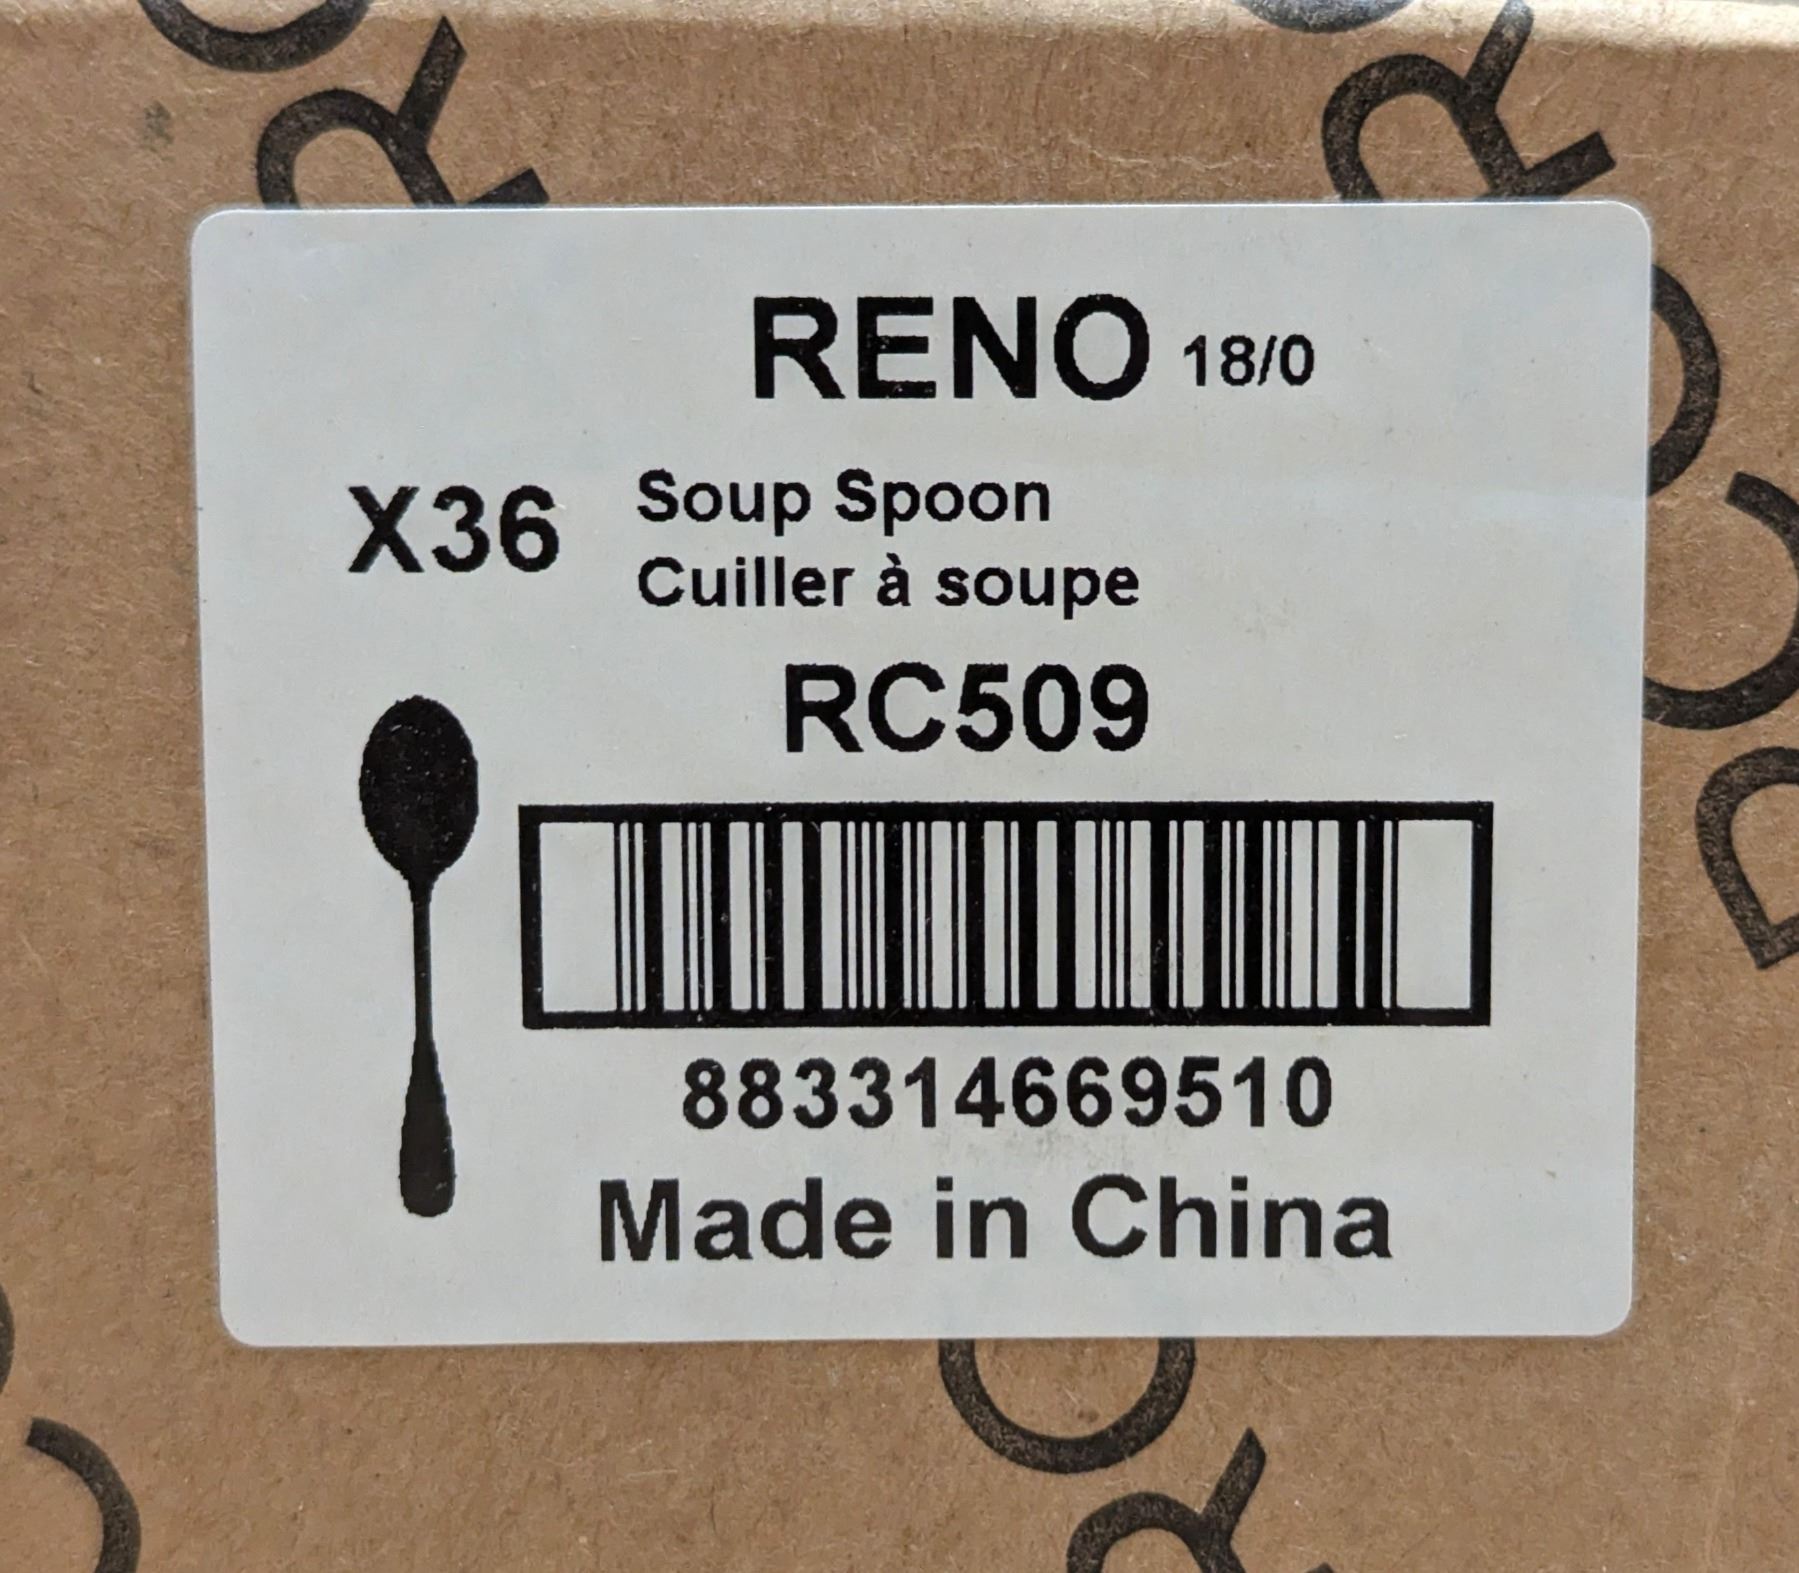 RENO 18/0
X36
Soup Spoon
Cuiller à soupe
RC509
883314669510
Made in China